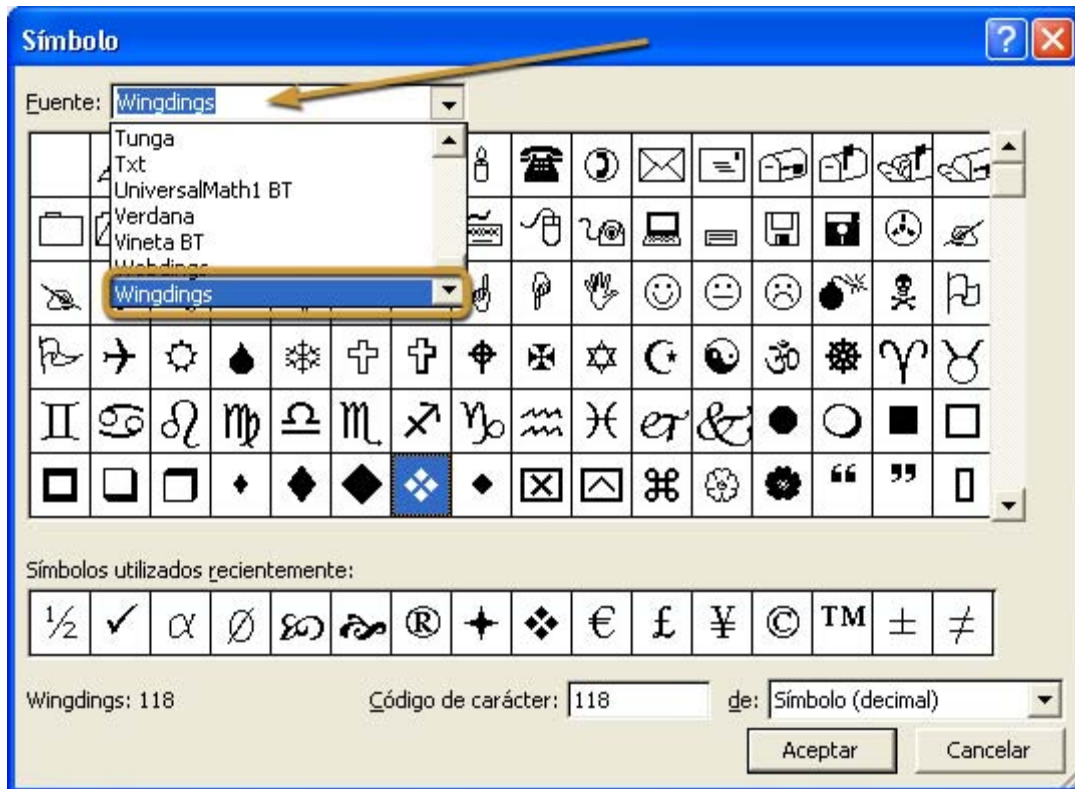 Símbolo
Fuente: Wingdings
Tunga
Txt
UniversalMath1 BT
Verdana
Vineta BT
Webdings
Wingdings
Símbolos utilizados recientemente:
½ ✓ α Ø ® € £ ¥ © TM ± ≠
Wingdings: 118
Código de carácter: 118
de: Símbolo (decimal)
Aceptar
Cancelar